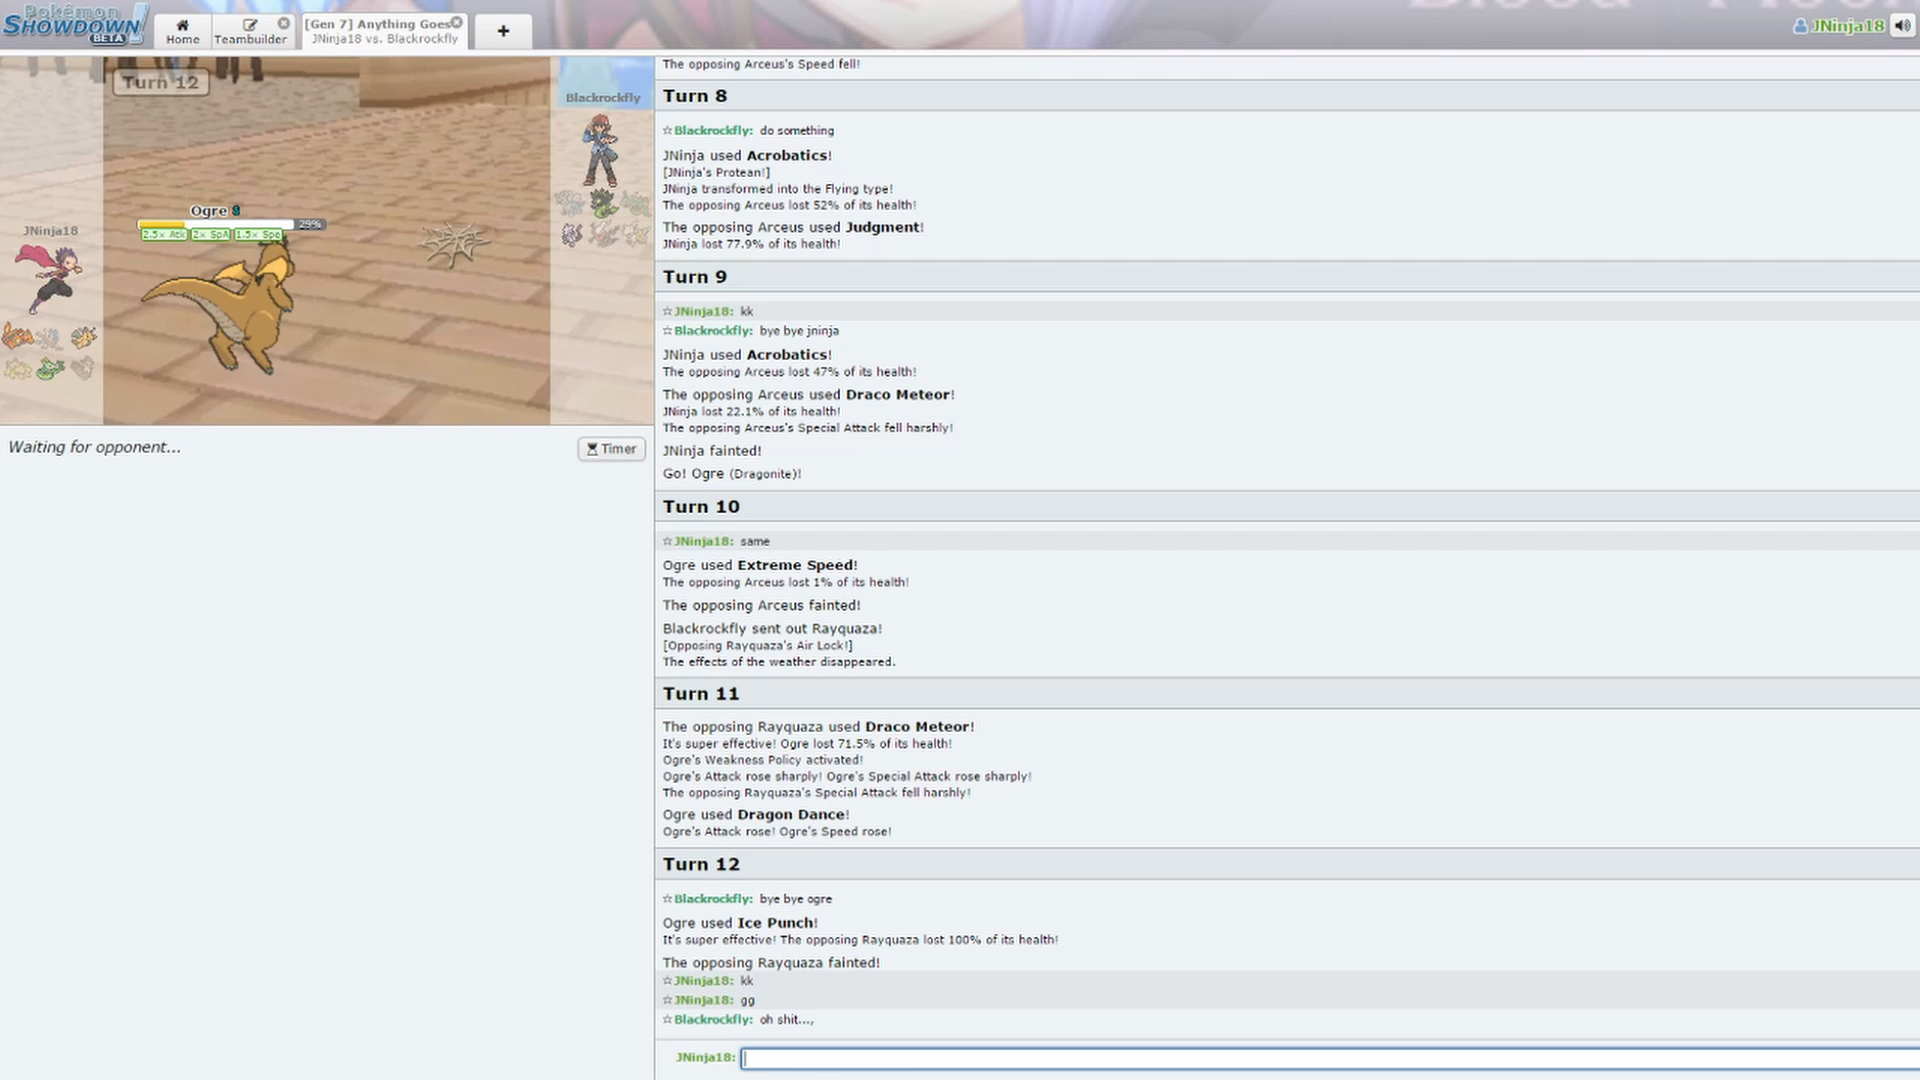 Pokémon
SHOWDOWN!
BETA
Home
Teambuilder
[Gen 7] Anything Goes
JNinja18 vs. Blackrockfly
+
JNinja18
Turn 12
Blackrockfly
Ogre
29%
2.5× Atk 2× SpA 1.5× Spe
JNinja18
Waiting for opponent...
Timer
The opposing Arceus's Speed fell!
Turn 8
☆Blackrockfly: do something
JNinja used Acrobatics!
[JNinja's Protean!]
JNinja transformed into the Flying type!
The opposing Arceus lost 52% of its health!
The opposing Arceus used Judgment!
JNinja lost 77.9% of its health!
Turn 9
☆JNinja18: kk
☆Blackrockfly: bye bye jninja
JNinja used Acrobatics!
The opposing Arceus lost 47% of its health!
The opposing Arceus used Draco Meteor!
JNinja lost 22.1% of its health!
The opposing Arceus's Special Attack fell harshly!
JNinja fainted!
Go! Ogre (Dragonite)!
Turn 10
☆JNinja18: same
Ogre used Extreme Speed!
The opposing Arceus lost 1% of its health!
The opposing Arceus fainted!
Blackrockfly sent out Rayquaza!
[Opposing Rayquaza's Air Lock!]
The effects of the weather disappeared.
Turn 11
The opposing Rayquaza used Draco Meteor!
It's super effective! Ogre lost 71.5% of its health!
Ogre's Weakness Policy activated!
Ogre's Attack rose sharply! Ogre's Special Attack rose sharply!
The opposing Rayquaza's Special Attack fell harshly!
Ogre used Dragon Dance!
Ogre's Attack rose! Ogre's Speed rose!
Turn 12
☆Blackrockfly: bye bye ogre
Ogre used Ice Punch!
It's super effective! The opposing Rayquaza lost 100% of its health!
The opposing Rayquaza fainted!
☆JNinja18: kk
☆JNinja18: gg
☆Blackrockfly: oh shit...,
JNinja18: